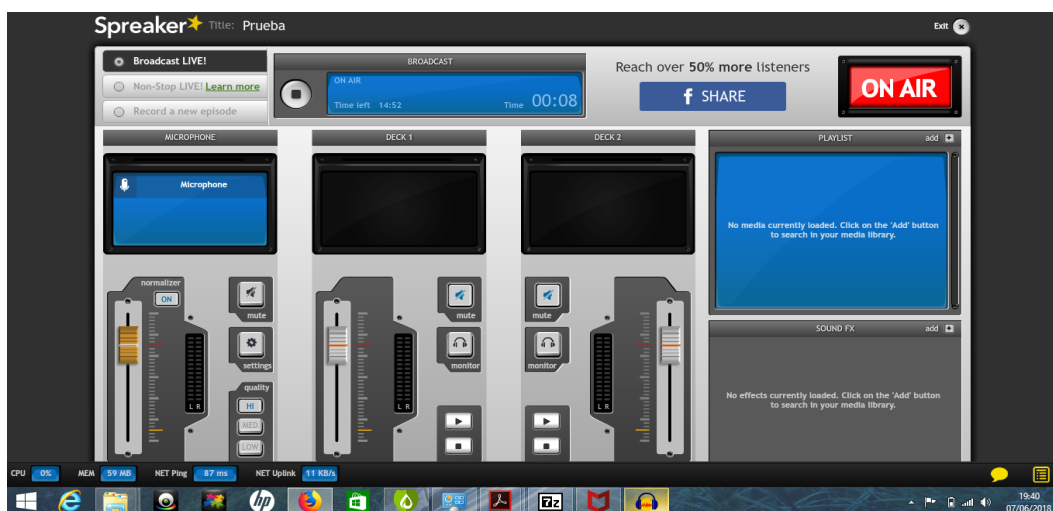 Spreaker Title: Prueba
Exit
Broadcast LIVE!
Non-Stop LIVE! Learn more
Record a new episode
BROADCAST
ON AIR
Time left 14:52
Time 00:08
Reach over 50% more listeners
f SHARE
ON AIR
MICROPHONE
DECK 1
DECK 2
PLAYLIST
add
Microphone
No media currently loaded. Click on the 'Add' button
to search in your media library.
normalizer
ON
mute
settings
quality
HI
MED
LOW
L R
mute
monitor
L R
mute
monitor
L R
SOUND FX
add
No effects currently loaded. Click on the 'Add' button
to search in your media library.
CPU 0% MEM 59 MB NET Ping 87 ms NET Uplink 11 KB/s
hp
7z
19:40
07/06/2018